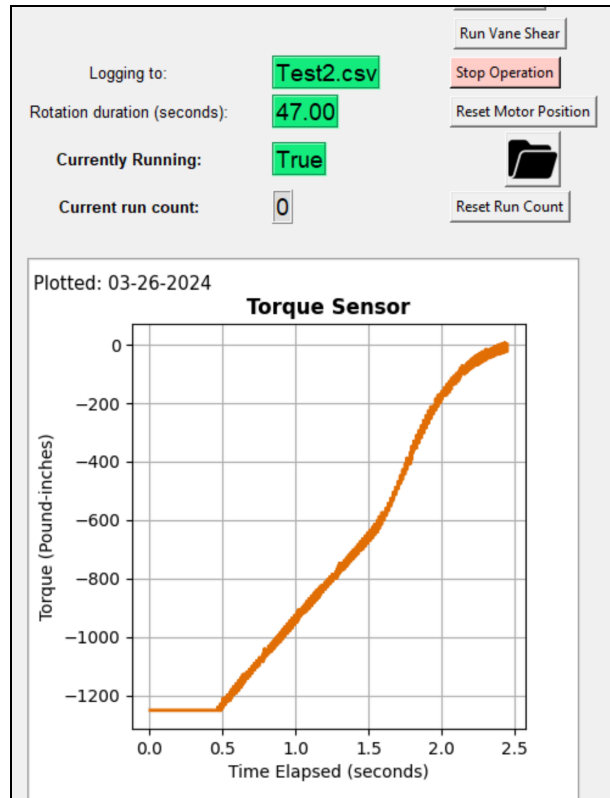 Run Vane Shear
Logging to: Test2.csv Stop Operation
Rotation duration (seconds): 47.00 Reset Motor Position
Currently Running: True
Current run count: 0 Reset Run Count
Plotted: 03-26-2024
Torque Sensor
0
−200
−400
−600
−800
−1000
−1200
Torque (Pound-inches)
0.0 0.5 1.0 1.5 2.0 2.5
Time Elapsed (seconds)